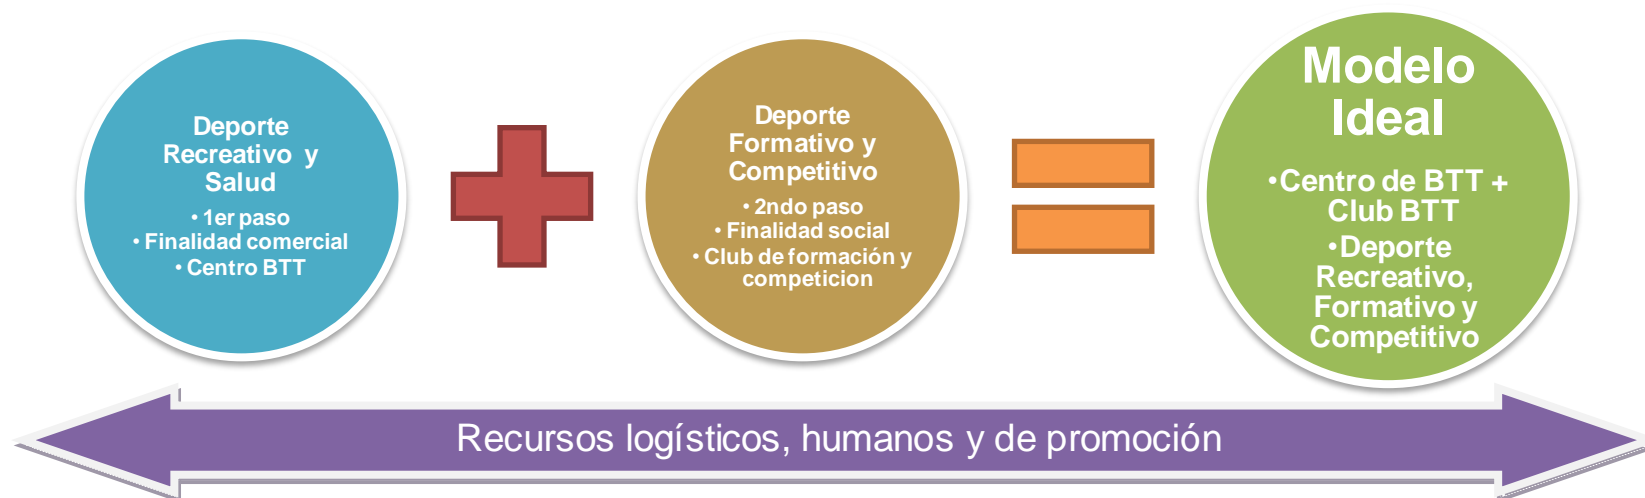 Deporte
Recreativo y
Salud
• 1er paso
• Finalidad comercial
• Centro BTT
Deporte
Formativo y
Competitivo
• 2ndo paso
• Finalidad social
• Club de formación y
competicion
Modelo
Ideal
•Centro de BTT +
Club BTT
•Deporte
Recreativo,
Formativo y
Competitivo
Recursos logísticos, humanos y de promoción